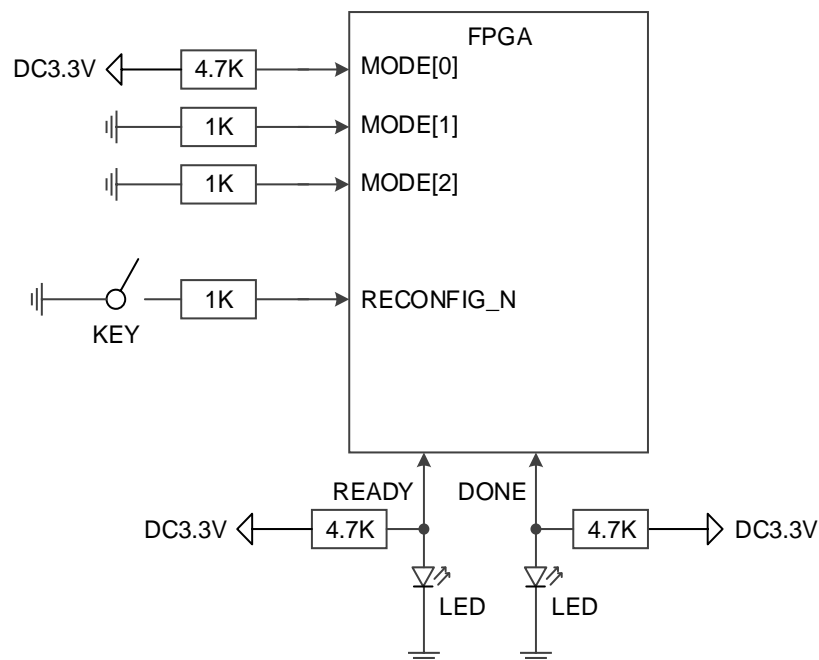 FPGA
DC3.3V 4.7K MODE[0]
1K MODE[1]
1K MODE[2]
1K RECONFIG_N
KEY
READY DONE
DC3.3V 4.7K 4.7K DC3.3V
LED LED